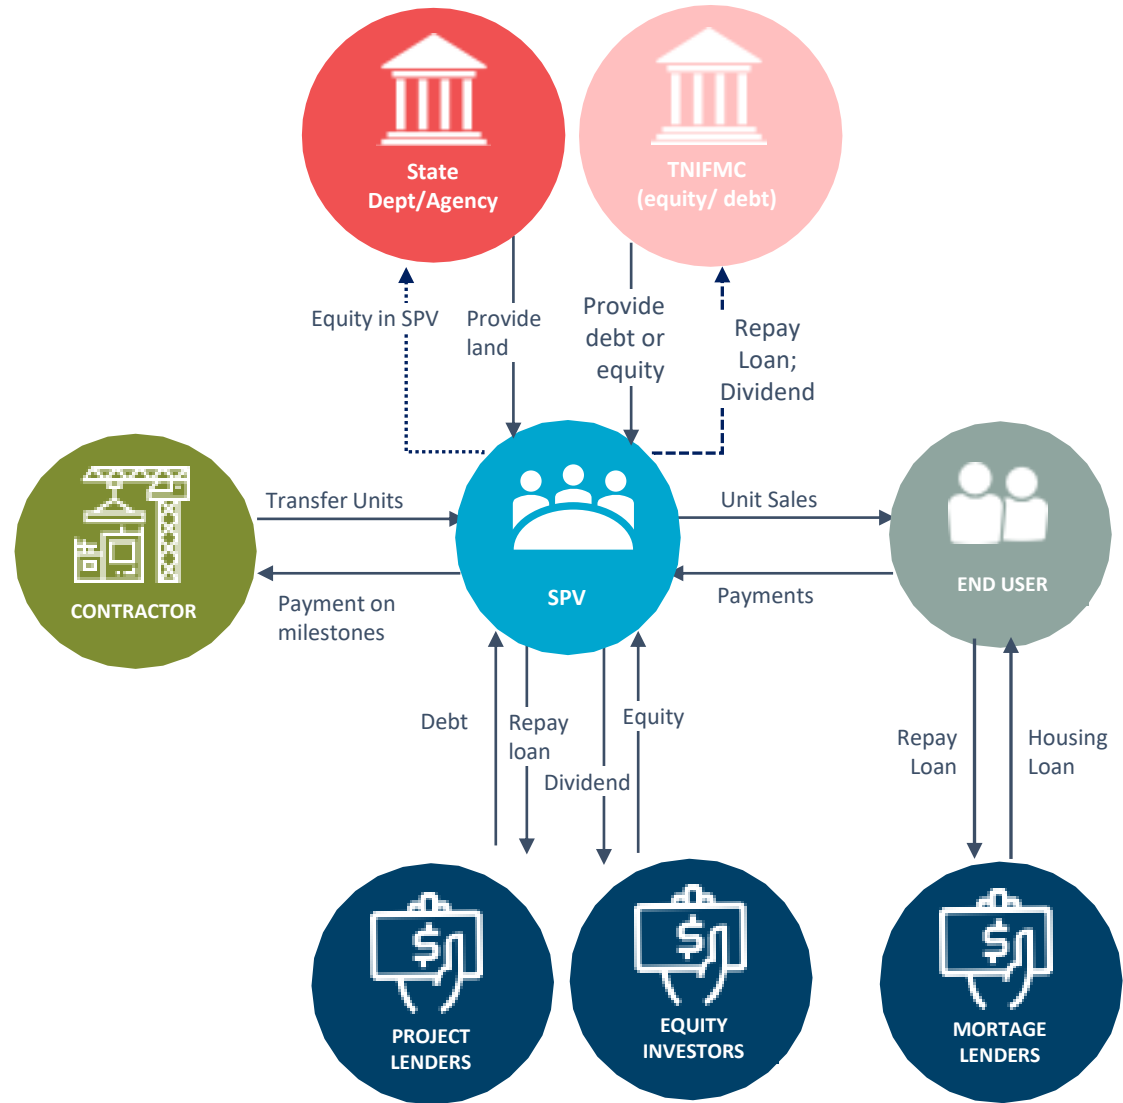 State
Dept/Agency
TNIFMC
(equity/ debt)
Equity in SPV
Provide
land
Provide
debt or
equity
Repay
Loan;
Dividend
Transfer Units
Payment on
milestones
CONTRACTOR
SPV
Unit Sales
Payments
END USER
Debt
Repay
loan
Dividend
Equity
Repay
Loan
Housing
Loan
PROJECT
LENDERS
EQUITY
INVESTORS
MORTAGE
LENDERS